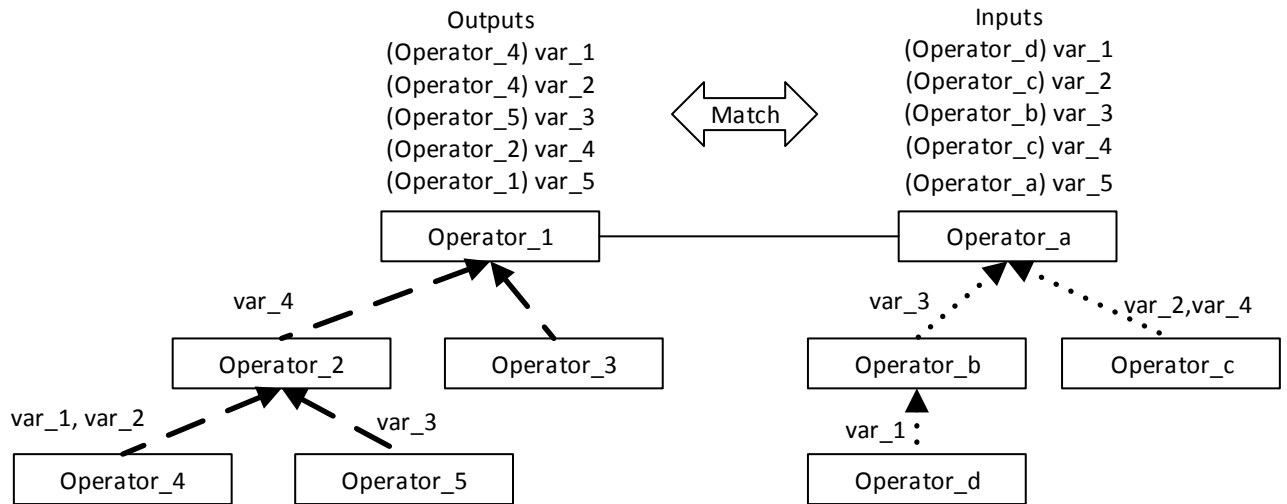 Outputs
(Operator_4) var_1
(Operator_4) var_2
(Operator_5) var_3
(Operator_2) var_4
(Operator_1) var_5
Match
Inputs
(Operator_d) var_1
(Operator_c) var_2
(Operator_b) var_3
(Operator_c) var_4
(Operator_a) var_5
Operator_1
Operator_a
var_4
var_3
var_2,var_4
Operator_2
Operator_3
Operator_b
Operator_c
var_1, var_2
var_3
var_1
Operator_4
Operator_5
Operator_d